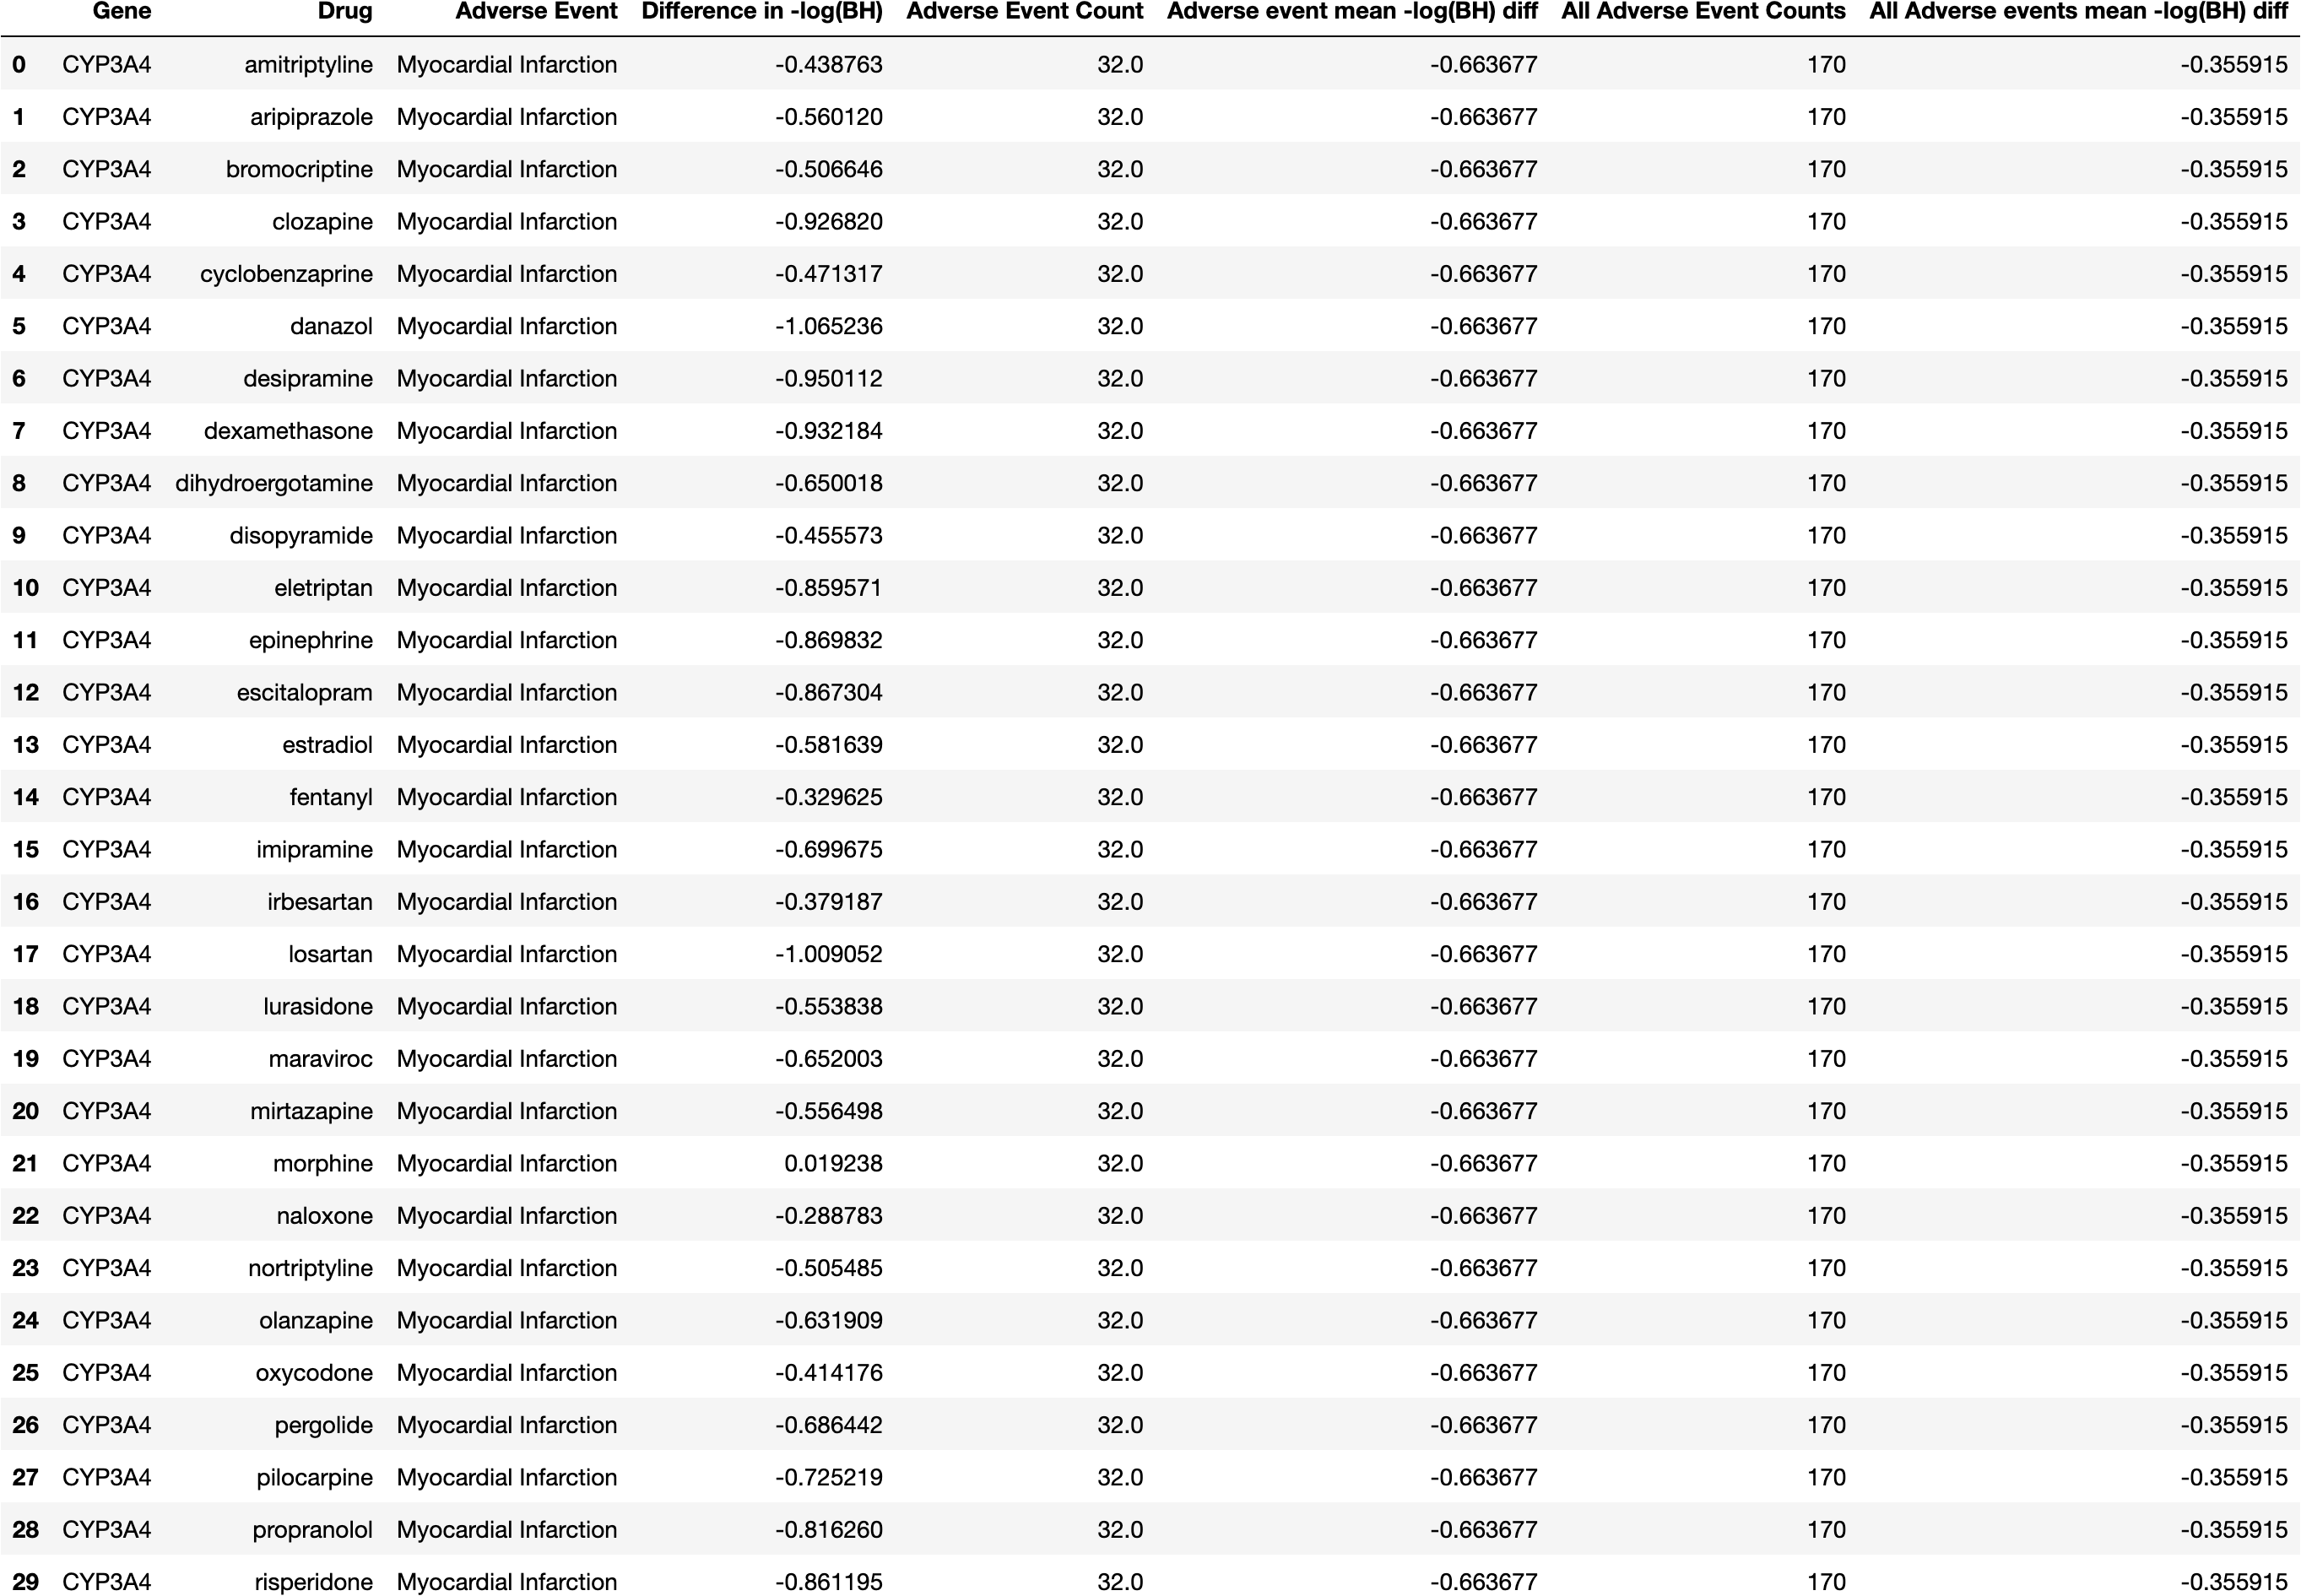 Gene Drug Adverse Event Difference in -log(BH) Adverse Event Count Adverse event mean -log(BH) diff All Adverse Event Counts All Adverse events mean -log(BH) diff
0 CYP3A4 amitriptyline Myocardial Infarction -0.438763 32.0 -0.663677 170 -0.355915
1 CYP3A4 aripiprazole Myocardial Infarction -0.560120 32.0 -0.663677 170 -0.355915
2 CYP3A4 bromocriptine Myocardial Infarction -0.506646 32.0 -0.663677 170 -0.355915
3 CYP3A4 clozapine Myocardial Infarction -0.926820 32.0 -0.663677 170 -0.355915
4 CYP3A4 cyclobenzaprine Myocardial Infarction -0.471317 32.0 -0.663677 170 -0.355915
5 CYP3A4 danazol Myocardial Infarction -1.065236 32.0 -0.663677 170 -0.355915
6 CYP3A4 desipramine Myocardial Infarction -0.950112 32.0 -0.663677 170 -0.355915
7 CYP3A4 dexamethasone Myocardial Infarction -0.932184 32.0 -0.663677 170 -0.355915
8 CYP3A4 dihydroergotamine Myocardial Infarction -0.650018 32.0 -0.663677 170 -0.355915
9 CYP3A4 disopyramide Myocardial Infarction -0.455573 32.0 -0.663677 170 -0.355915
10 CYP3A4 eletriptan Myocardial Infarction -0.859571 32.0 -0.663677 170 -0.355915
11 CYP3A4 epinephrine Myocardial Infarction -0.869832 32.0 -0.663677 170 -0.355915
12 CYP3A4 escitalopram Myocardial Infarction -0.867304 32.0 -0.663677 170 -0.355915
13 CYP3A4 estradiol Myocardial Infarction -0.581639 32.0 -0.663677 170 -0.355915
14 CYP3A4 fentanyl Myocardial Infarction -0.329625 32.0 -0.663677 170 -0.355915
15 CYP3A4 imipramine Myocardial Infarction -0.699675 32.0 -0.663677 170 -0.355915
16 CYP3A4 irbesartan Myocardial Infarction -0.379187 32.0 -0.663677 170 -0.355915
17 CYP3A4 losartan Myocardial Infarction -1.009052 32.0 -0.663677 170 -0.355915
18 CYP3A4 lurasidone Myocardial Infarction -0.553838 32.0 -0.663677 170 -0.355915
19 CYP3A4 maraviroc Myocardial Infarction -0.652003 32.0 -0.663677 170 -0.355915
20 CYP3A4 mirtazapine Myocardial Infarction -0.556498 32.0 -0.663677 170 -0.355915
21 CYP3A4 morphine Myocardial Infarction 0.019238 32.0 -0.663677 170 -0.355915
22 CYP3A4 naloxone Myocardial Infarction -0.288783 32.0 -0.663677 170 -0.355915
23 CYP3A4 nortriptyline Myocardial Infarction -0.505485 32.0 -0.663677 170 -0.355915
24 CYP3A4 olanzapine Myocardial Infarction -0.631909 32.0 -0.663677 170 -0.355915
25 CYP3A4 oxycodone Myocardial Infarction -0.414176 32.0 -0.663677 170 -0.355915
26 CYP3A4 pergolide Myocardial Infarction -0.686442 32.0 -0.663677 170 -0.355915
27 CYP3A4 pilocarpine Myocardial Infarction -0.725219 32.0 -0.663677 170 -0.355915
28 CYP3A4 propranolol Myocardial Infarction -0.816260 32.0 -0.663677 170 -0.355915
29 CYP3A4 risperidone Myocardial Infarction -0.861195 32.0 -0.663677 170 -0.355915